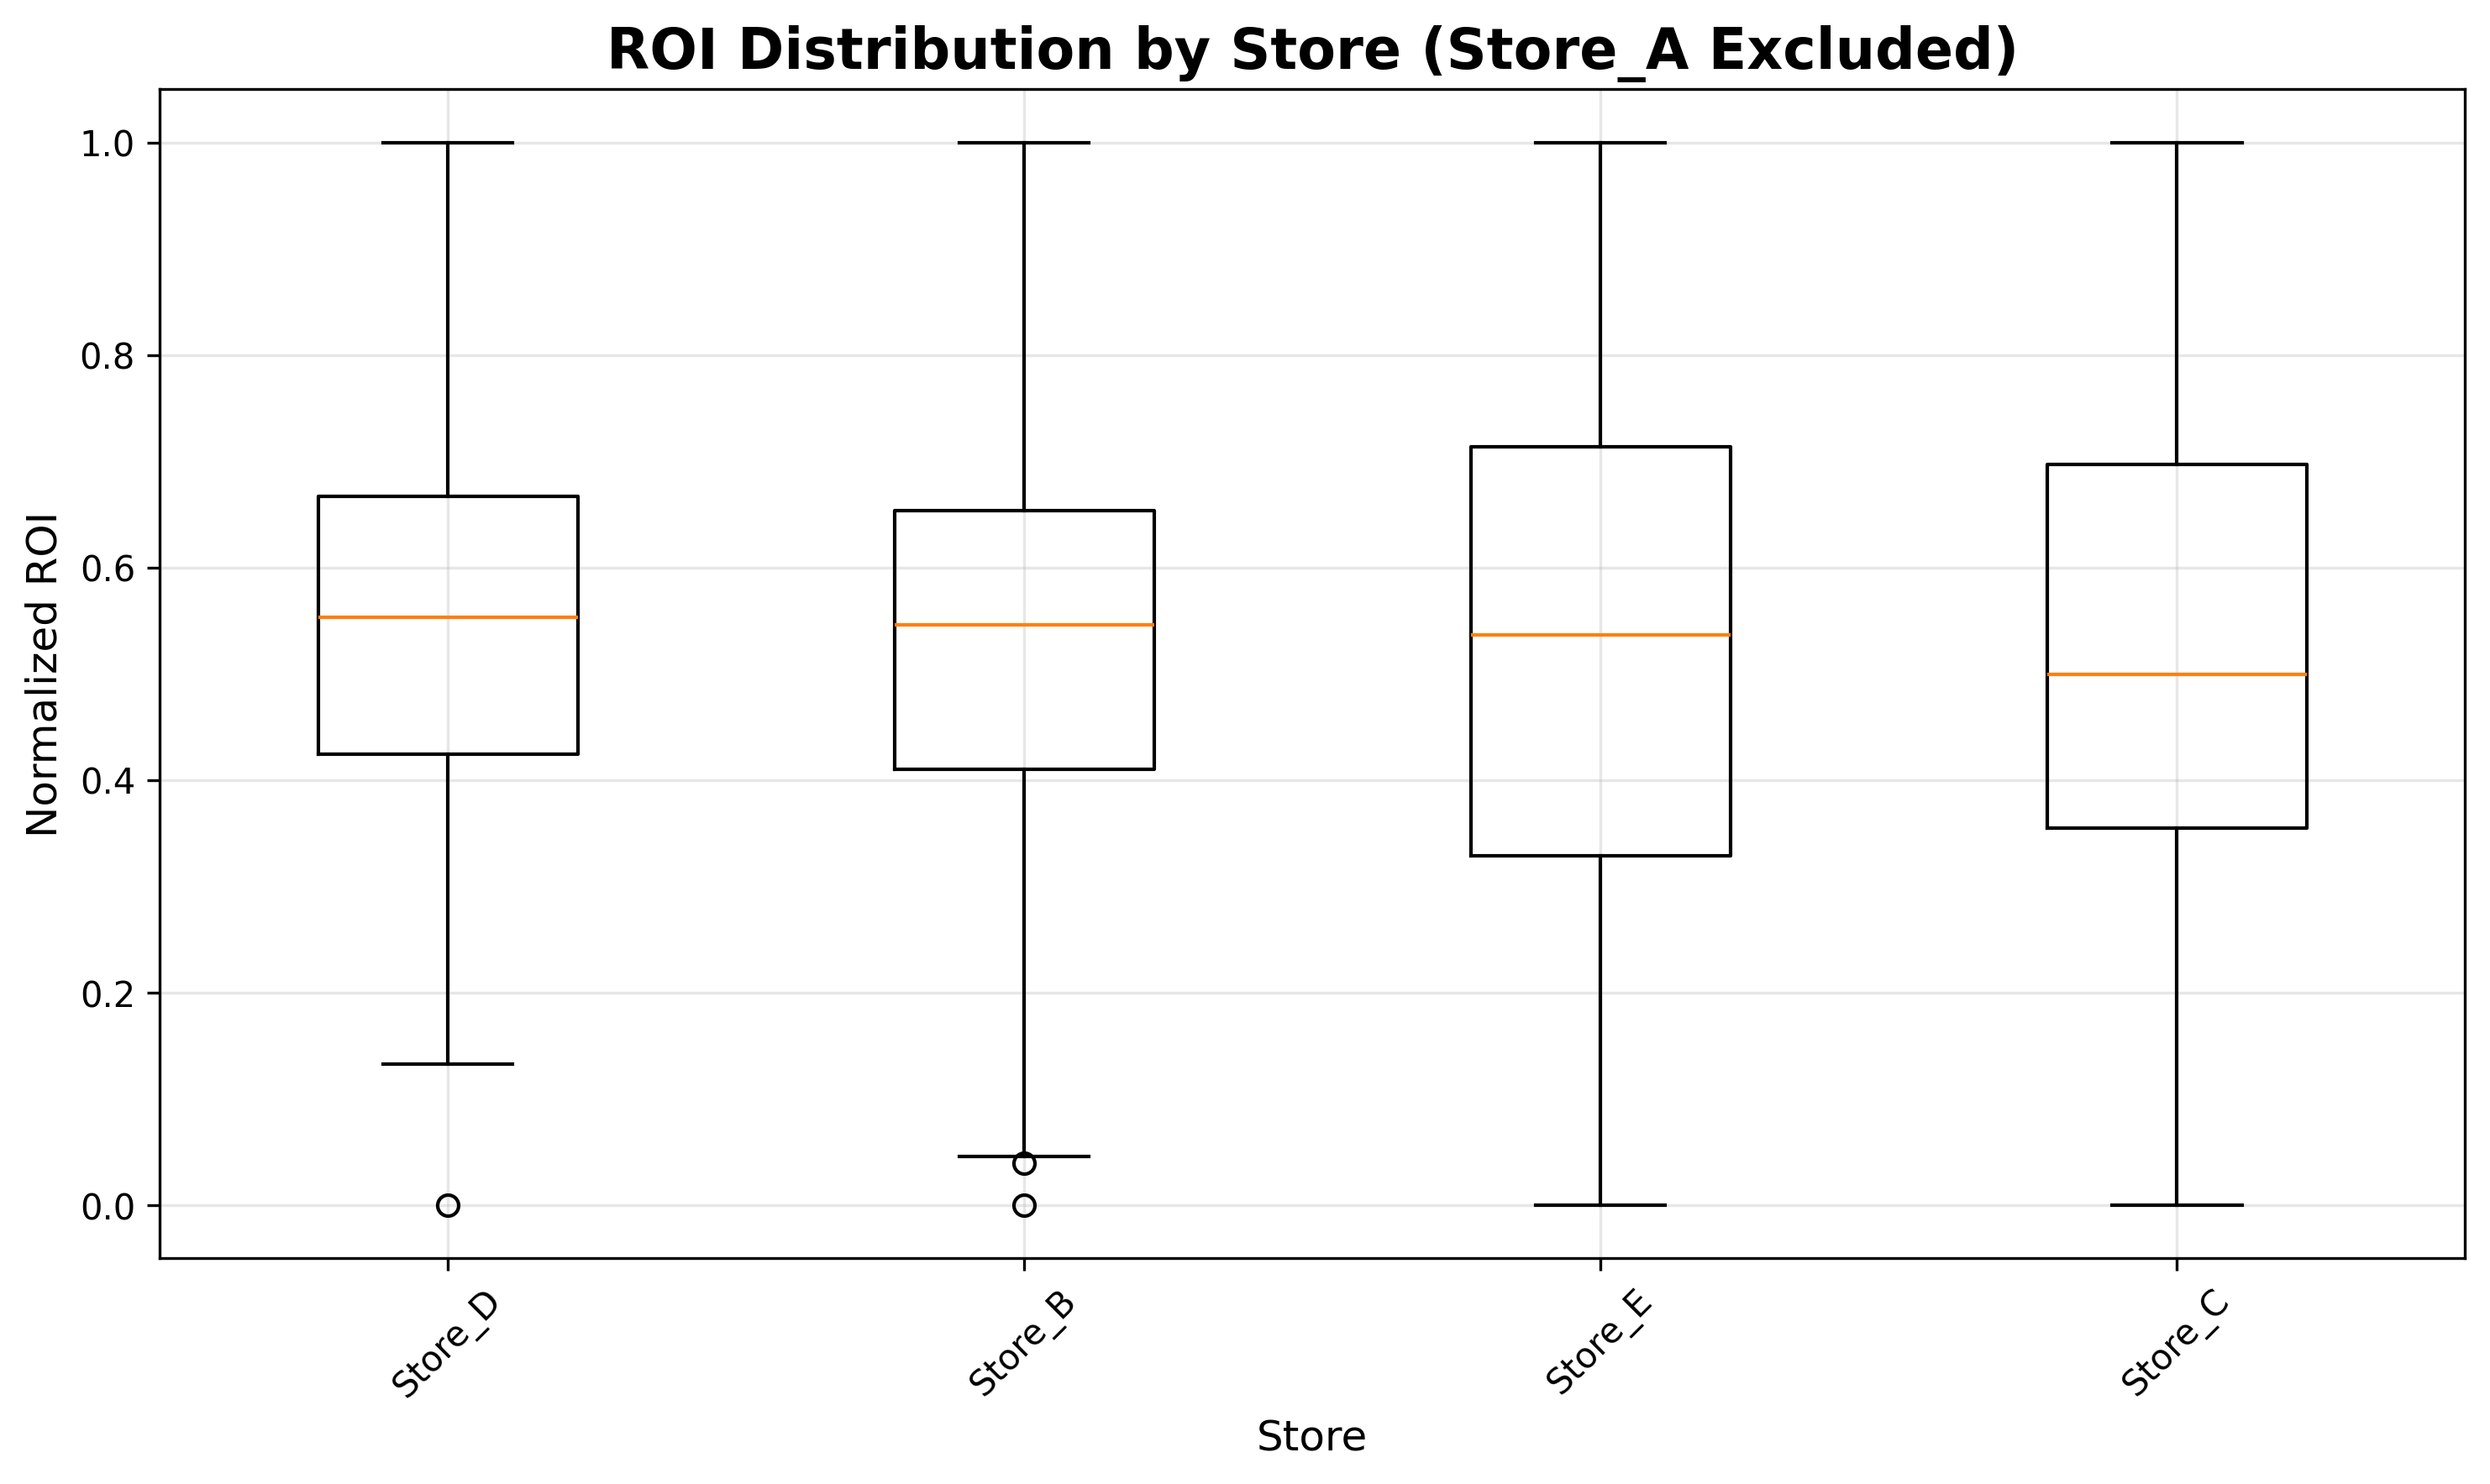 ROI Distribution by Store (Store_A Excluded)
Normalized ROI
1.0
0.8
0.6
0.4
0.2
0.0
Store_D
Store_B
Store_E
Store_C
Store